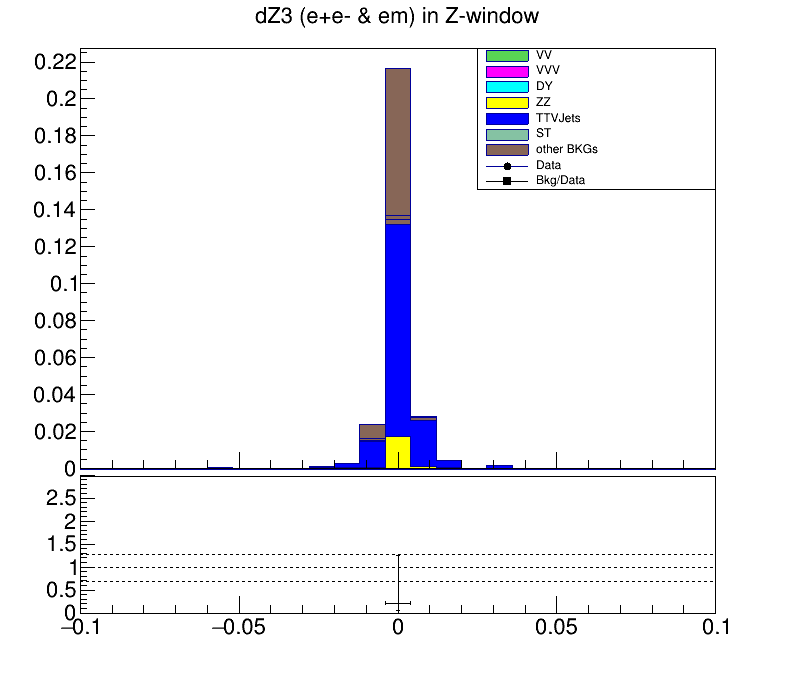 dZ3 (e+e- & em) in Z-window
0.22
0.2
0.18
0.16
0.14
0.12
0.1
0.08
0.06
0.04
0.02
0
VV
VVV
DY
ZZ
TTVJets
ST
other BKGs
Data
Bkg/Data
2.5
2
1.5
1
0.5
0
−0.1 −0.05 0 0.05 0.1